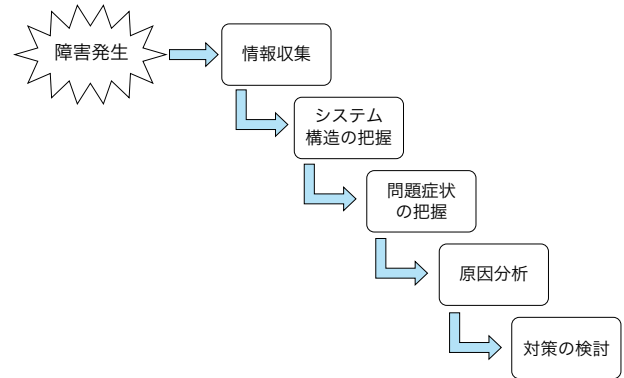 障害発生
情報収集
システム
構造の把握
問題症状
の把握
原因分析
対策の検討